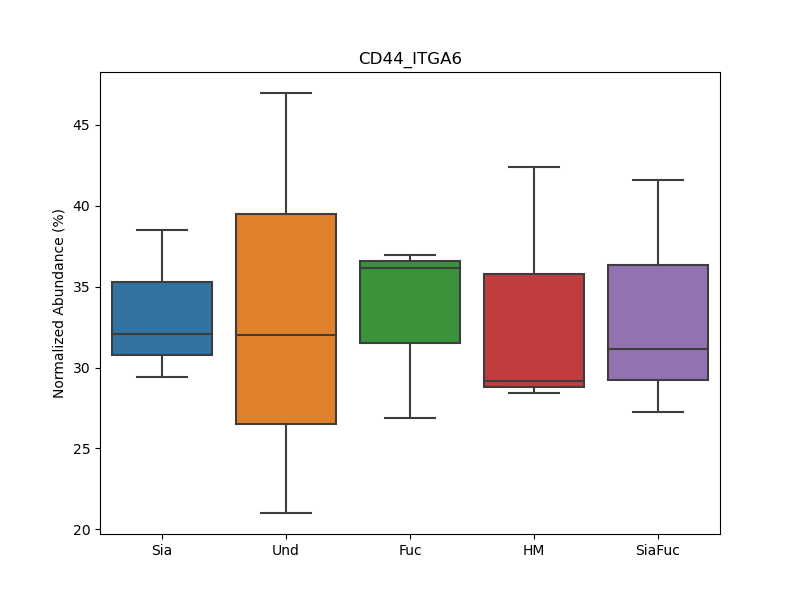 CD44_ITGA6
Normalized Abundance (%)
45
40
35
30
25
20
Sia
Und
Fuc
HM
SiaFuc